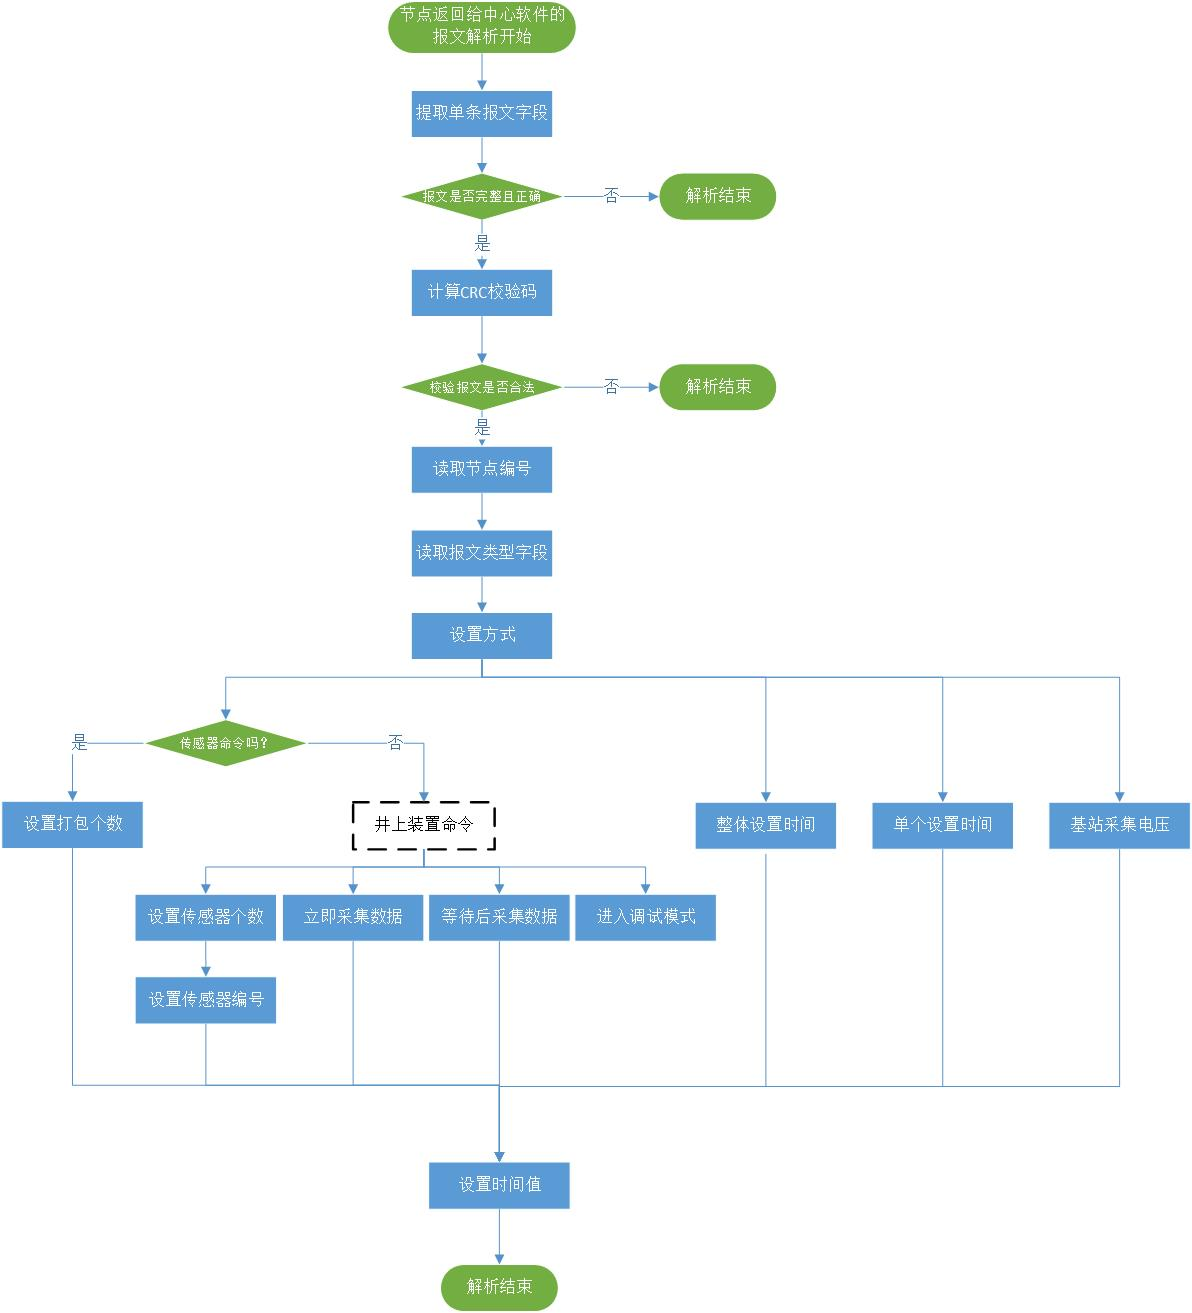 节点返回给中心软件的
报文解析开始
提取单条报文字段
报文是否完整且正确
否
解析结束
是
计算CRC校验码
校验报文是否合法
否
解析结束
是
读取节点编号
读取报文类型字段
设置方式
是
传感器命令吗？
否
设置打包个数
井上装置命令
整体设置时间
单个设置时间
基站采集电压
设置传感器个数
立即采集数据
等待后采集数据
进入调试模式
设置传感器编号
设置时间值
解析结束